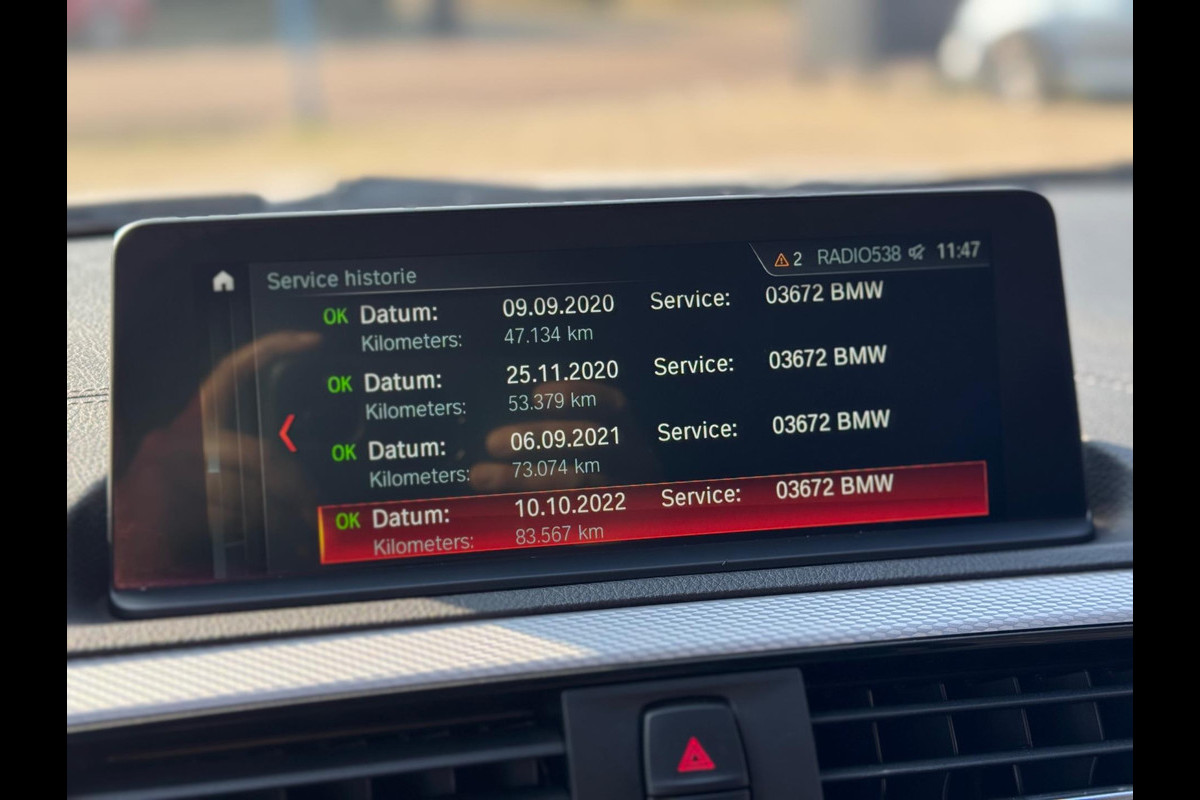 Service historie
2 RADIO538 11:47
OK Datum: 09.09.2020 Service: 03672 BMW
Kilometers: 47.134 km
OK Datum: 25.11.2020 Service: 03672 BMW
Kilometers: 53.379 km
OK Datum: 06.09.2021 Service: 03672 BMW
Kilometers: 73.074 km
OK Datum: 10.10.2022 Service: 03672 BMW
Kilometers: 83.567 km